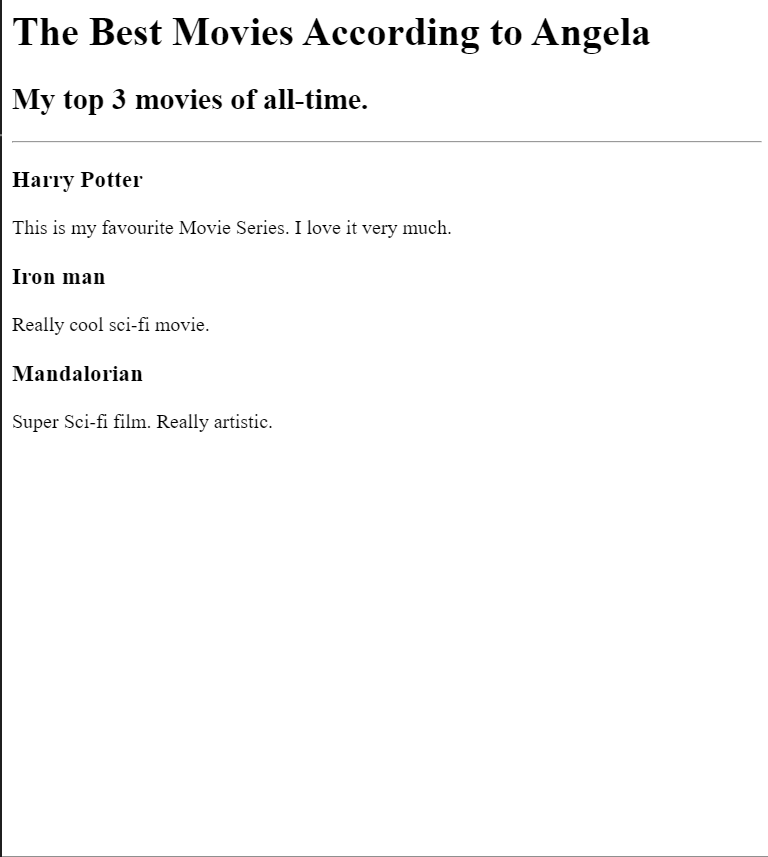 The Best Movies According to Angela
My top 3 movies of all-time.
Harry Potter
This is my favourite Movie Series. I love it very much.
Iron man
Really cool sci-fi movie.
Mandalorian
Super Sci-fi film. Really artistic.